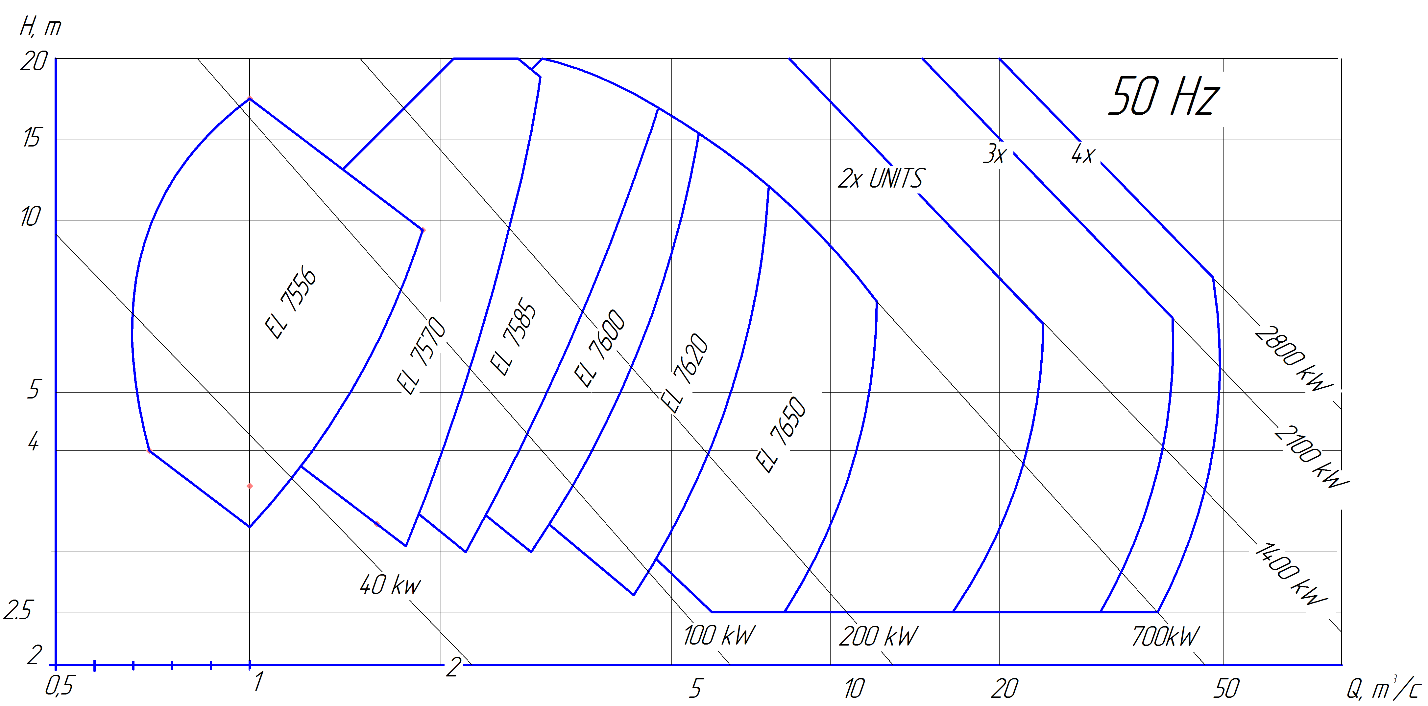 H, m
20
50 Hz
15
3x
4x
2x UNITS
10
EL 7556
EL 7570
EL 7585
EL 7600
EL 7620
EL 7650
2800 kW
5
2100 kW
4
1400 kW
40 kw
2.5
100 kW
200 kW
700kW
2
0,5
1
2
5
10
20
50
Q, m³/c